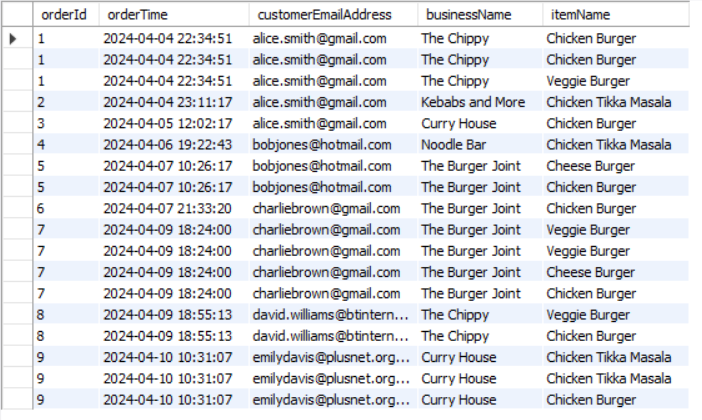 orderId orderTime customerEmailAddress businessName itemName
1 2024-04-04 22:34:51 alice.smith@gmail.com The Chippy Chicken Burger
1 2024-04-04 22:34:51 alice.smith@gmail.com The Chippy Chicken Burger
1 2024-04-04 22:34:51 alice.smith@gmail.com The Chippy Veggie Burger
2 2024-04-04 23:11:17 alice.smith@gmail.com Kebabs and More Chicken Tikka Masala
3 2024-04-05 12:02:17 alice.smith@gmail.com Curry House Chicken Burger
4 2024-04-06 19:22:43 bobjones@hotmail.com Noodle Bar Chicken Tikka Masala
5 2024-04-07 10:26:17 bobjones@hotmail.com The Burger Joint Cheese Burger
5 2024-04-07 10:26:17 bobjones@hotmail.com The Burger Joint Chicken Burger
6 2024-04-07 21:33:20 charliebrown@gmail.com The Burger Joint Chicken Burger
7 2024-04-09 18:24:00 charliebrown@gmail.com The Burger Joint Veggie Burger
7 2024-04-09 18:24:00 charliebrown@gmail.com The Burger Joint Veggie Burger
7 2024-04-09 18:24:00 charliebrown@gmail.com The Burger Joint Cheese Burger
7 2024-04-09 18:24:00 charliebrown@gmail.com The Burger Joint Chicken Burger
8 2024-04-09 18:55:13 david.williams@btintern... The Chippy Veggie Burger
8 2024-04-09 18:55:13 david.williams@btintern... The Chippy Chicken Burger
9 2024-04-10 10:31:07 emilydavis@plusnet.org... Curry House Chicken Tikka Masala
9 2024-04-10 10:31:07 emilydavis@plusnet.org... Curry House Chicken Tikka Masala
9 2024-04-10 10:31:07 emilydavis@plusnet.org... Curry House Chicken Burger